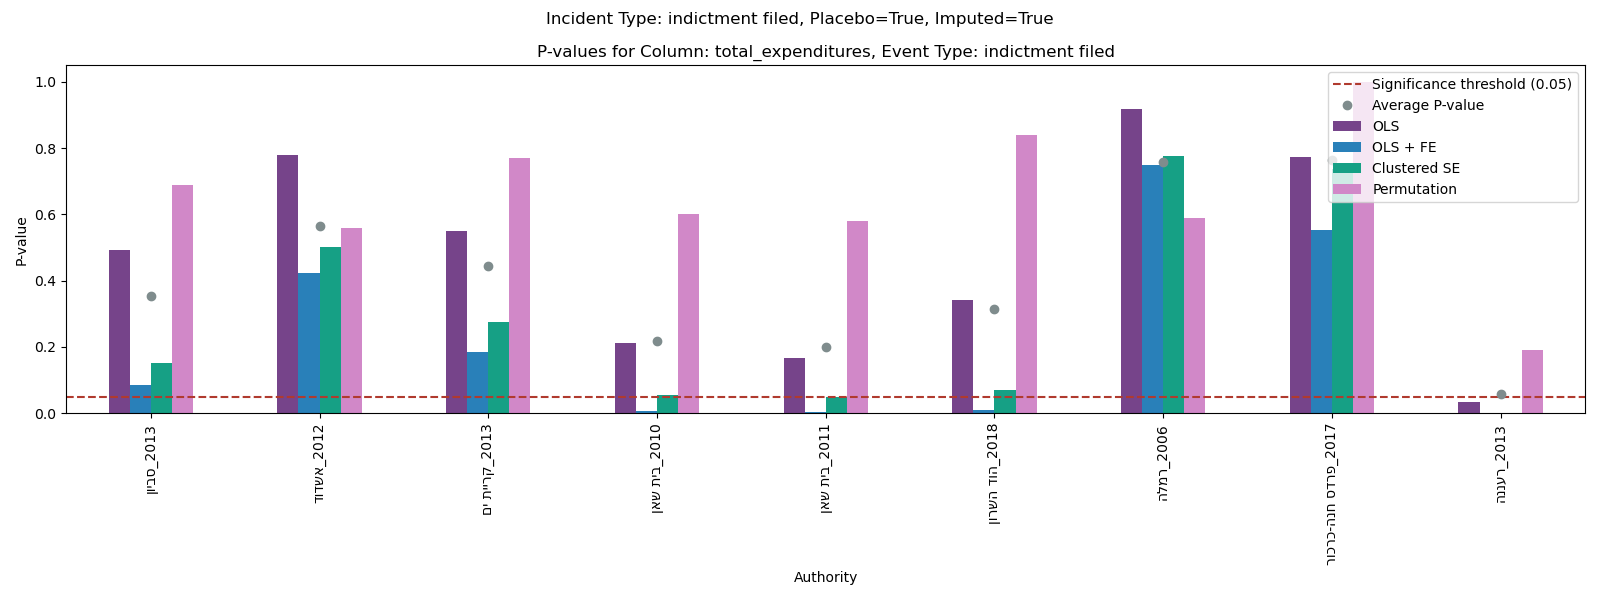 Incident Type: indictment filed, Placebo=True, Imputed=True
P-values for Column: total_expenditures, Event Type: indictment filed
P-value
1.0
0.8
0.6
0.4
0.2
0.0
Significance threshold (0.05)
Average P-value
OLS
OLS + FE
Clustered SE
Permutation
סביון_2013
אשדוד_2012
קריית ים_2013
בית שאן_2010
בית שאן_2011
הוד השרון_2018
רמלה_2006
פרדס חנה-כרכור_2017
רעננה_2013
Authority